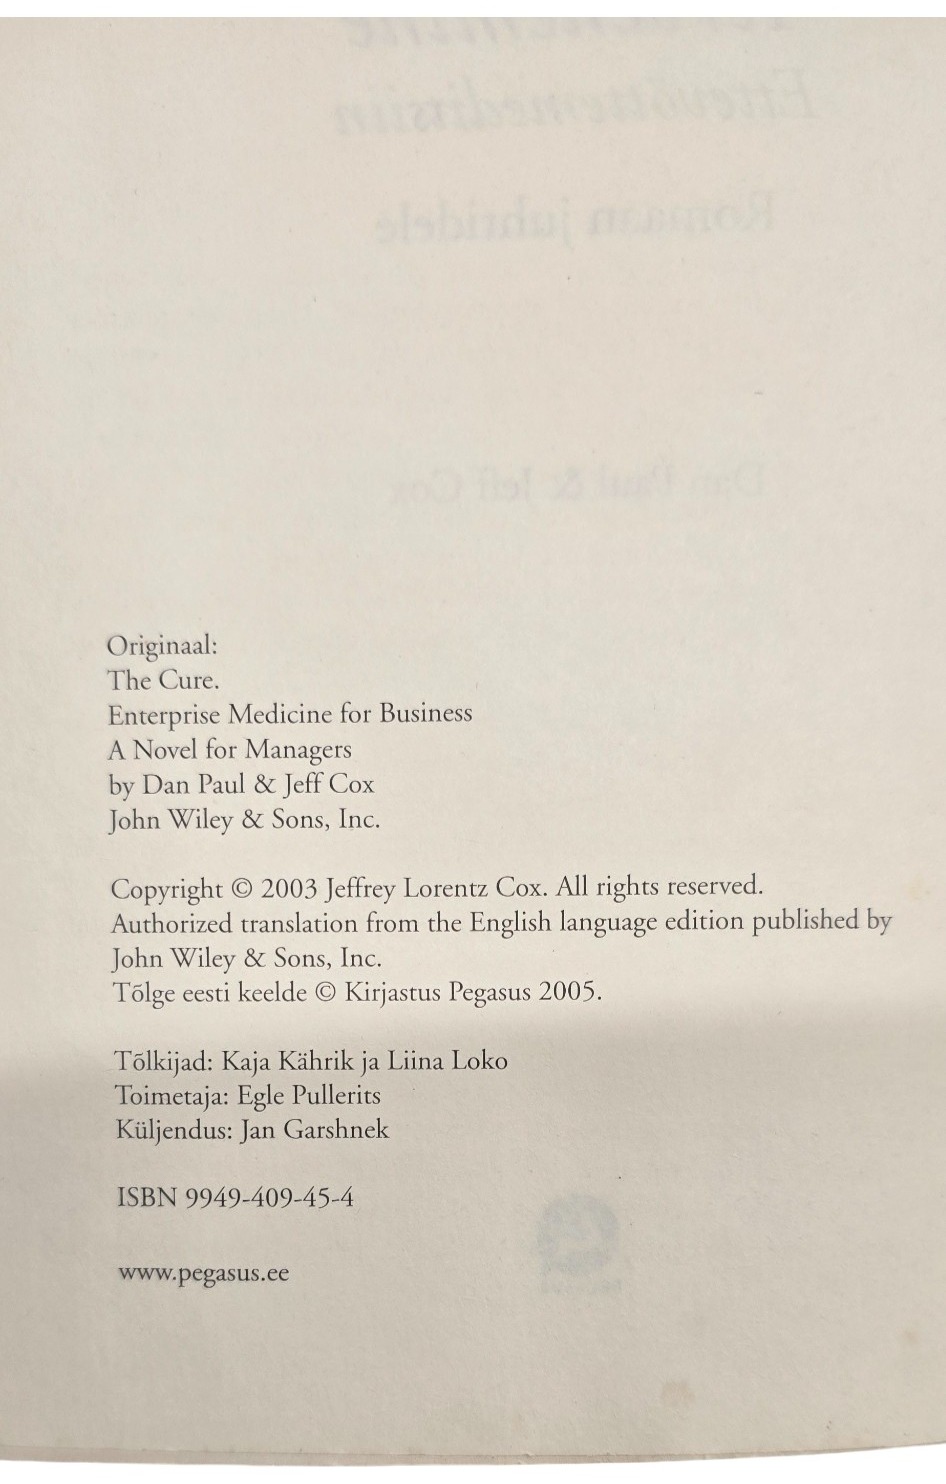 Originaal:
The Cure.
Enterprise Medicine for Business
A Novel for Managers
by Dan Paul & Jeff Cox
John Wiley & Sons, Inc.
Copyright © 2003 Jeffrey Lorentz Cox. All rights reserved.
Authorized translation from the English language edition published by
John Wiley & Sons, Inc.
Tõlge eesti keelde © Kirjastus Pegasus 2005.
Tõlkijad: Kaja Kährik ja Liina Loko
Toimetaja: Egle Pullerits
Küljendus: Jan Garshnek
ISBN 9949-409-45-4
www.pegasus.ee